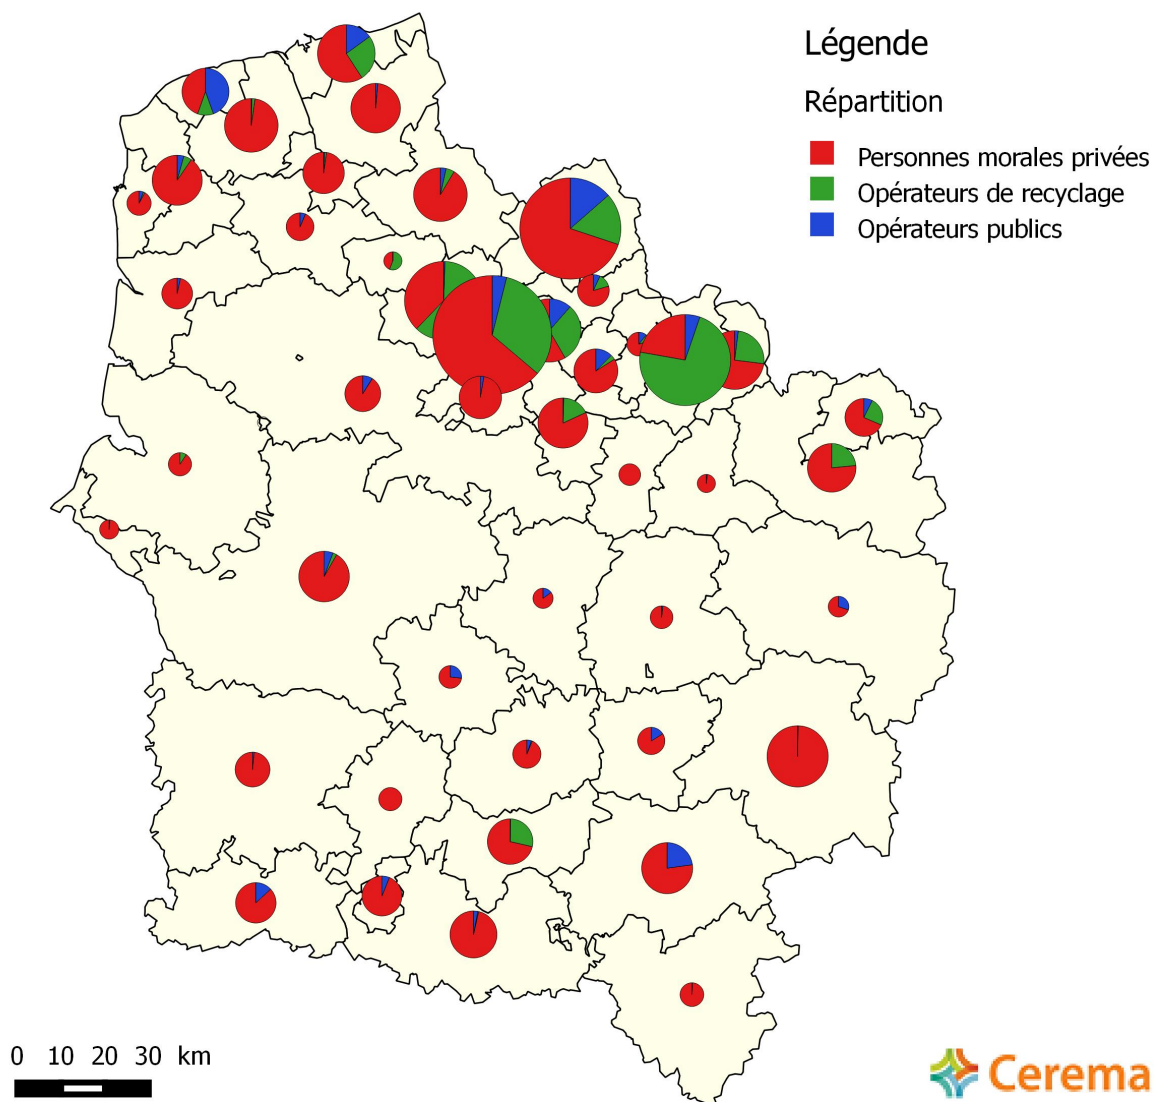 Légende
Répartition
Personnes morales privées
Opérateurs de recyclage
Opérateurs publics
0 10 20 30 km
Cerema